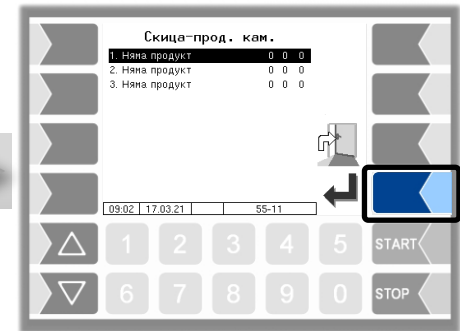 Скица-прод. кам.
1. Няма продукт 0 0 0
2. Няма продукт 0 0 0
3. Няма продукт 0 0 0
09:02 17.03.21 55-11
1 2 3 4 5 START
6 7 8 9 0 STOP